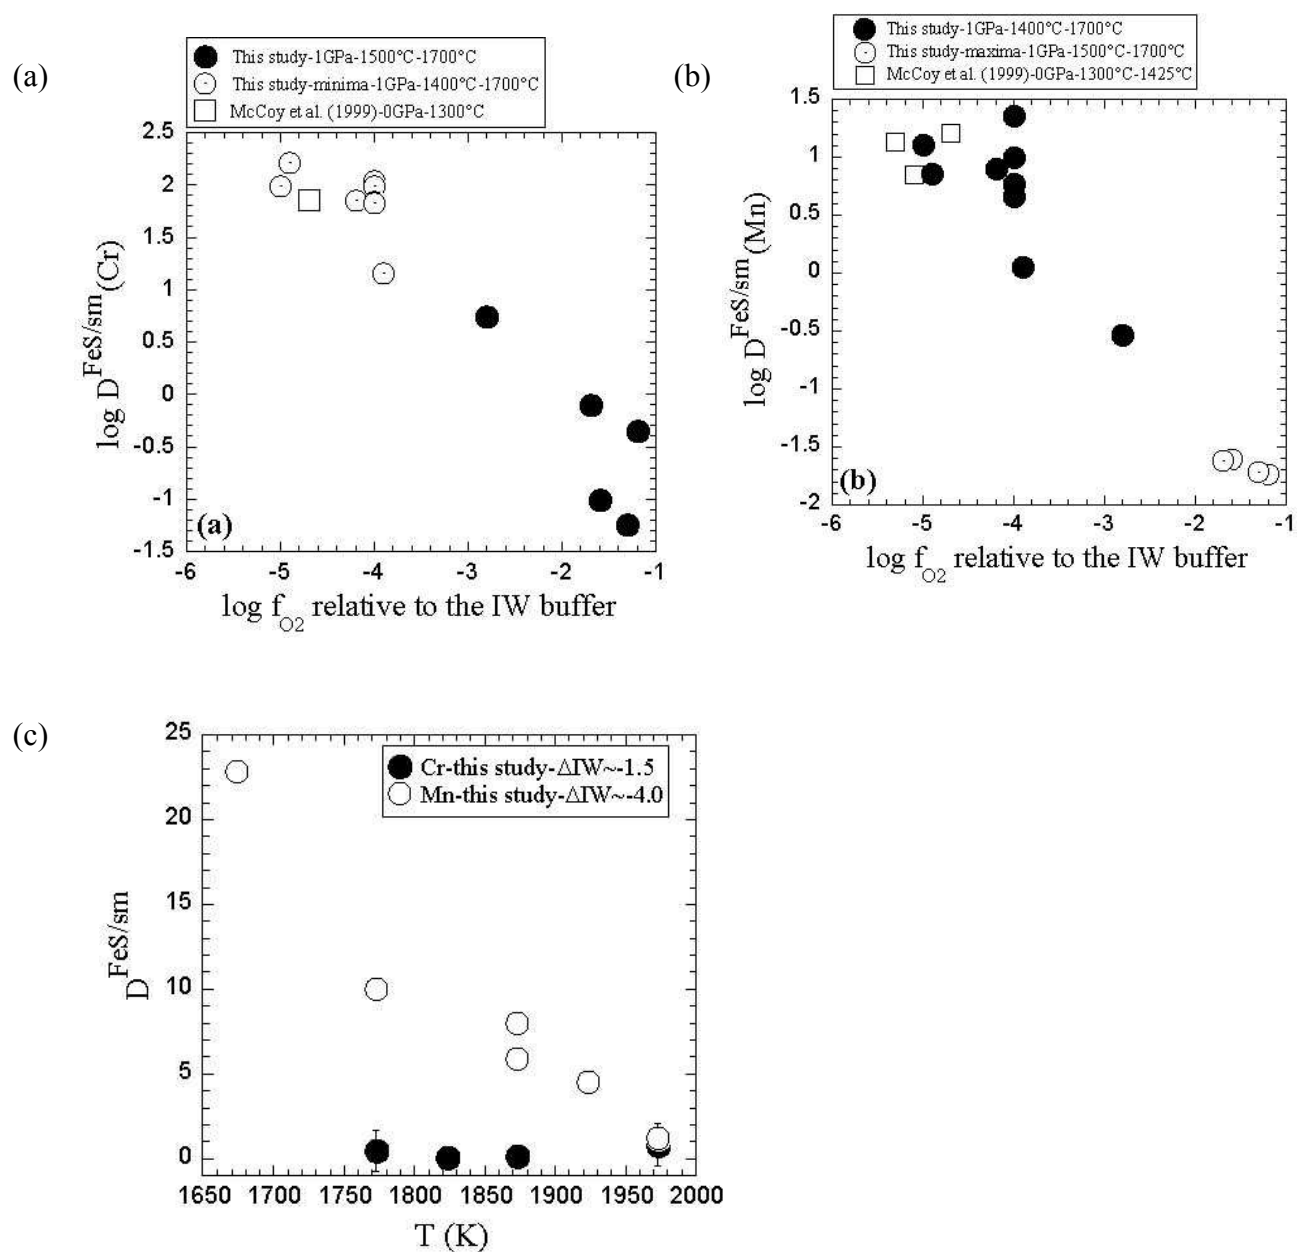 (a)
This study-1GPa-1500°C-1700°C
This study-minima-1GPa-1400°C-1700°C
McCoy et al. (1999)-0GPa-1300°C
2.5
2
1.5
1
0.5
0
-0.5
-1
-1.5
log D^FeS/sm(Cr)
(a)
-6 -5 -4 -3 -2 -1
log f_O2 relative to the IW buffer
(b)
This study-1GPa-1400°C-1700°C
This study-maxima-1GPa-1500°C-1700°C
McCoy et al. (1999)-0GPa-1300°C-1425°C
1.5
1
0.5
0
-0.5
-1
-1.5
-2
log D^FeS/sm(Mn)
(b)
-6 -5 -4 -3 -2 -1
log f_O2 relative to the IW buffer
(c)
Cr-this study-ΔIW~-1.5
Mn-this study-ΔIW~-4.0
25
20
15
10
5
0
D^FeS/sm
1650 1700 1750 1800 1850 1900 1950 2000
T (K)